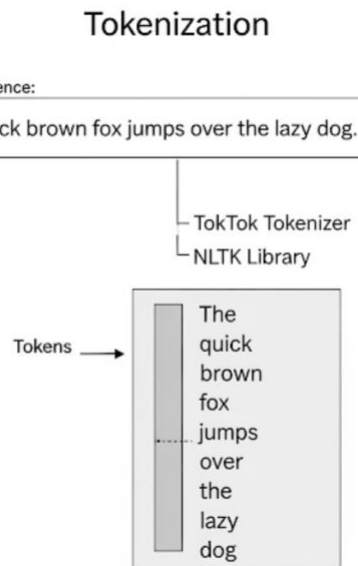 Tokenization
ence:
ck brown fox jumps over the lazy dog.
TokTok Tokenizer
NLTK Library
Tokens
The
quick
brown
fox
jumps
over
the
lazy
dog